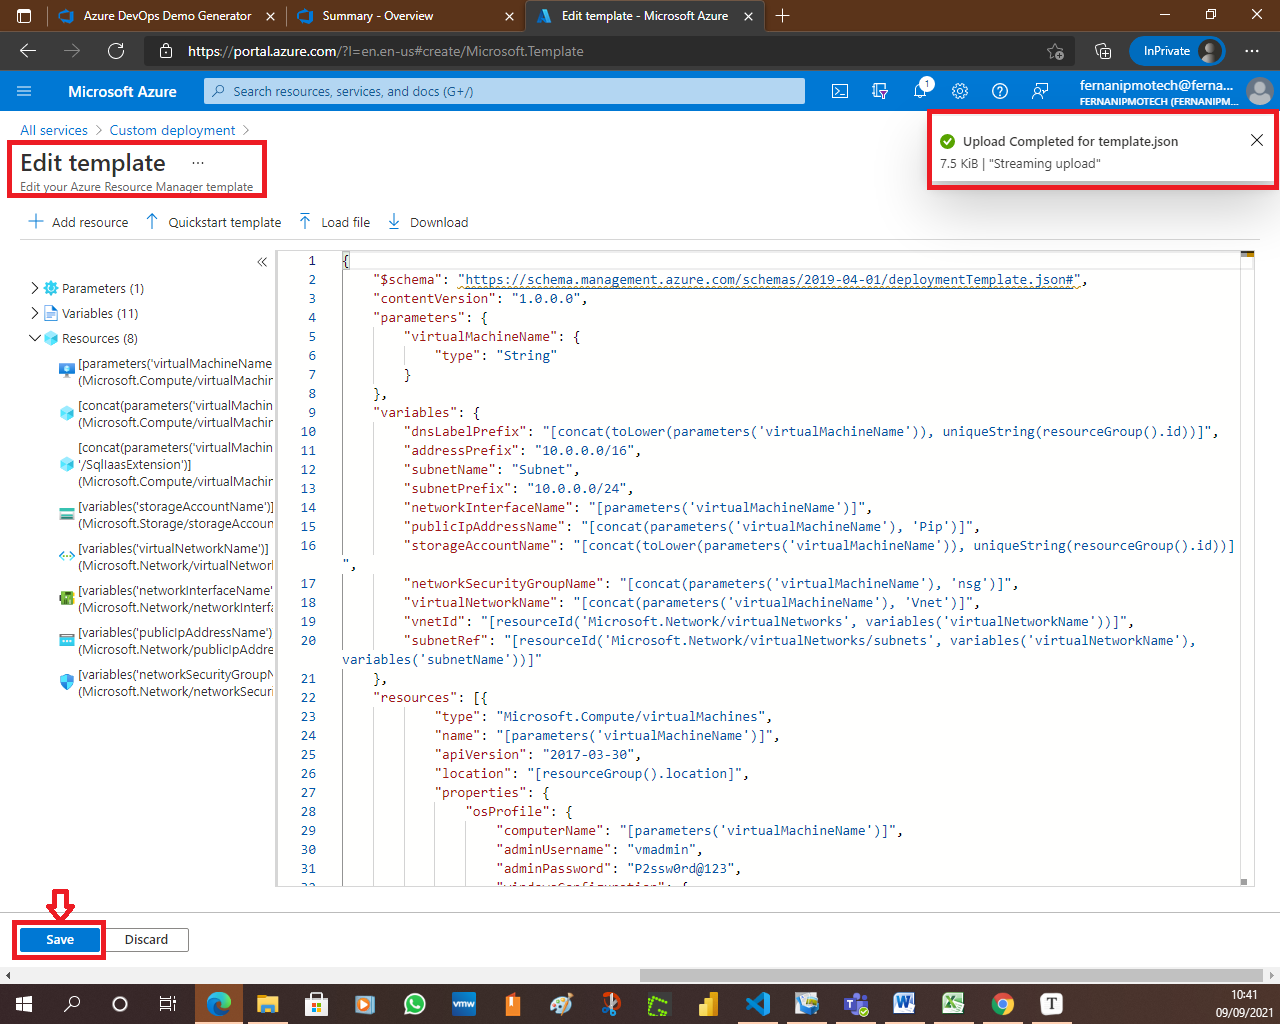 Azure DevOps Demo Generator
Summary - Overview
Edit template - Microsoft Azure
https://portal.azure.com/?l=en.en-us#create/Microsoft.Template
InPrivate
Microsoft Azure
Search resources, services, and docs (G+/)
1
fernanipmotech@ferna...
FERNANIPMOTECH (FERNANIPM...
All services > Custom deployment >
Edit template ...
Edit your Azure Resource Manager template
Upload Completed for template.json
7.5 KiB | "Streaming upload"
Add resource
Quickstart template
Load file
Download
Parameters (1)
Variables (11)
Resources (8)
[parameters('virtualMachineName
(Microsoft.Compute/virtualMachin
[concat(parameters('virtualMachin
(Microsoft.Compute/virtualMachin
[concat(parameters('virtualMachin
'/SqlIaasExtension')]
(Microsoft.Compute/virtualMachin
[variables('storageAccountName')]
(Microsoft.Storage/storageAccoun
[variables('virtualNetworkName')]
(Microsoft.Network/virtualNetwork
[variables('networkInterfaceName'
(Microsoft.Network/networkInterfa
[variables('publicIpAddressName')
(Microsoft.Network/publicIpAddre
[variables('networkSecurityGroupN
(Microsoft.Network/networkSecuri
1 {
2 "$schema": "https://schema.management.azure.com/schemas/2019-04-01/deploymentTemplate.json#",
3 "contentVersion": "1.0.0.0",
4 "parameters": {
5 "virtualMachineName": {
6 "type": "String"
7 }
8 },
9 "variables": {
10 "dnsLabelPrefix": "[concat(toLower(parameters('virtualMachineName')), uniqueString(resourceGroup().id))]",
11 "addressPrefix": "10.0.0.0/16",
12 "subnetName": "Subnet",
13 "subnetPrefix": "10.0.0.0/24",
14 "networkInterfaceName": "[parameters('virtualMachineName')]",
15 "publicIpAddressName": "[concat(parameters('virtualMachineName'), 'Pip')]",
16 "storageAccountName": "[concat(toLower(parameters('virtualMachineName')), uniqueString(resourceGroup().id))]
",
17 "networkSecurityGroupName": "[concat(parameters('virtualMachineName'), 'nsg')]",
18 "virtualNetworkName": "[concat(parameters('virtualMachineName'), 'Vnet')]",
19 "vnetId": "[resourceId('Microsoft.Network/virtualNetworks', variables('virtualNetworkName'))]",
20 "subnetRef": "[resourceId('Microsoft.Network/virtualNetworks/subnets', variables('virtualNetworkName'),
variables('subnetName'))]"
21 },
22 "resources": [{
23 "type": "Microsoft.Compute/virtualMachines",
24 "name": "[parameters('virtualMachineName')]",
25 "apiVersion": "2017-03-30",
26 "location": "[resourceGroup().location]",
27 "properties": {
28 "osProfile": {
29 "computerName": "[parameters('virtualMachineName')]",
30 "adminUsername": "vmadmin",
31 "adminPassword": "P2ssw0rd@123",
Save
Discard
vmw
10:41
09/09/2021